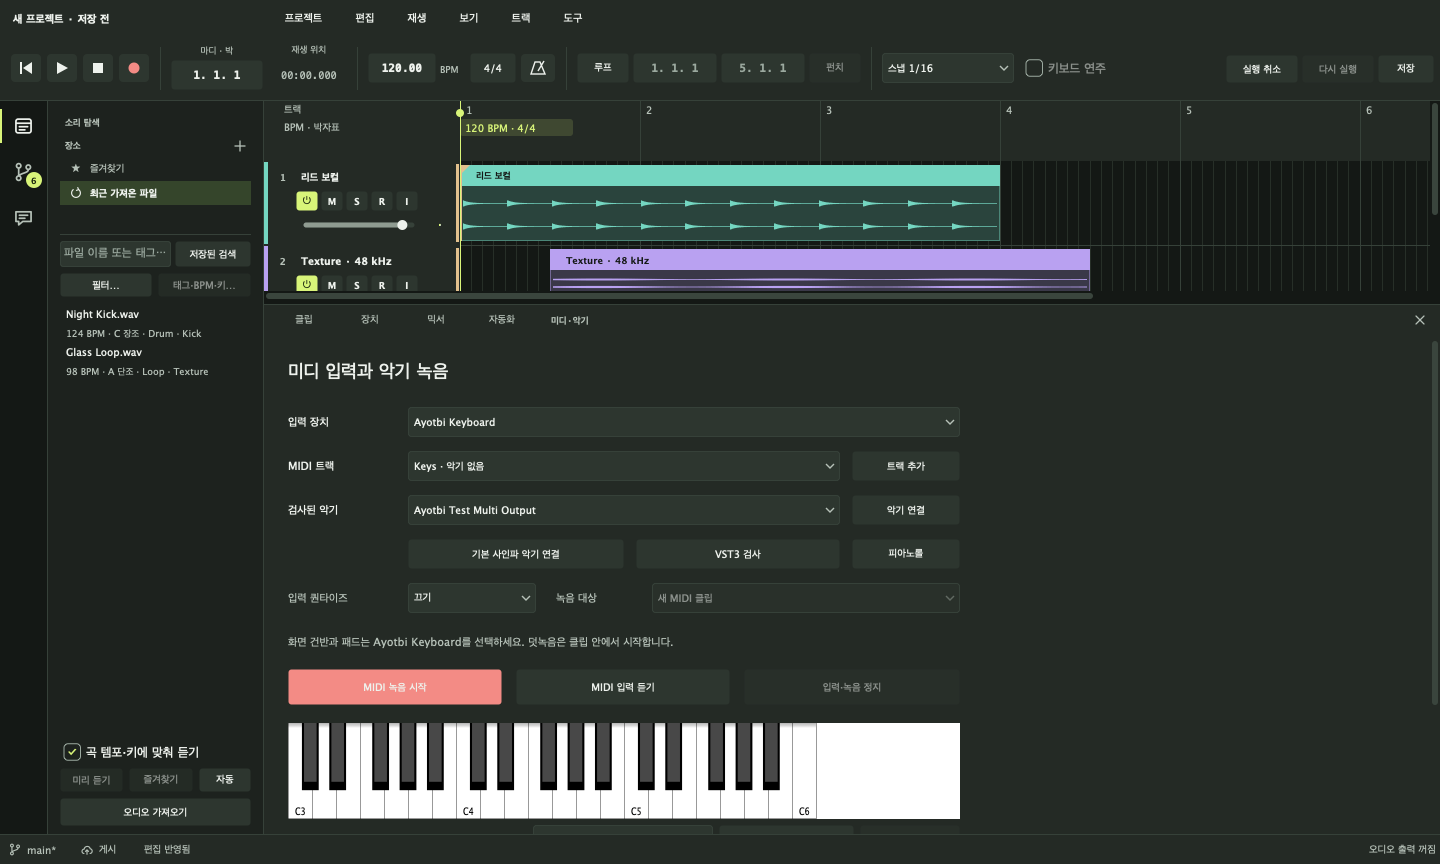 새 프로젝트 · 저장 전
프로젝트 편집 재생 보기 트랙 도구
마디 · 박
1. 1. 1
재생 위치
00:00.000
120.00 BPM 4/4
루프 1. 1. 1 5. 1. 1 펀치
스냅 1/16
키보드 연주
실행 취소 다시 실행 저장
소리 탐색
장소
즐겨찾기
최근 가져온 파일
6
파일 이름 또는 태그…
저장된 검색
필터...
태그·BPM·키...
Night Kick.wav
124 BPM · C 장조 · Drum · Kick
Glass Loop.wav
98 BPM · A 단조 · Loop · Texture
곡 템포·키에 맞춰 듣기
미리 듣기 즐겨찾기 자동
오디오 가져오기
트랙
BPM · 박자표
1 2 3 4 5 6
120 BPM · 4/4
1 리드 보컬
M S R I
리드 보컬
2 Texture · 48 kHz
M S R I
Texture · 48 kHz
클립 장치 믹서 자동화 미디·악기
미디 입력과 악기 녹음
입력 장치 Ayotbi Keyboard
MIDI 트랙 Keys · 악기 없음 트랙 추가
검사된 악기 Ayotbi Test Multi Output 악기 연결
기본 사인파 악기 연결 VST3 검사 피아노롤
입력 퀀타이즈 끄기 녹음 대상 새 MIDI 클립
화면 건반과 패드는 Ayotbi Keyboard를 선택하세요. 덧녹음은 클립 안에서 시작합니다.
MIDI 녹음 시작 MIDI 입력 듣기 입력·녹음 정지
C3 C4 C5 C6
main* 게시 편집 반영됨 오디오 출력 꺼짐